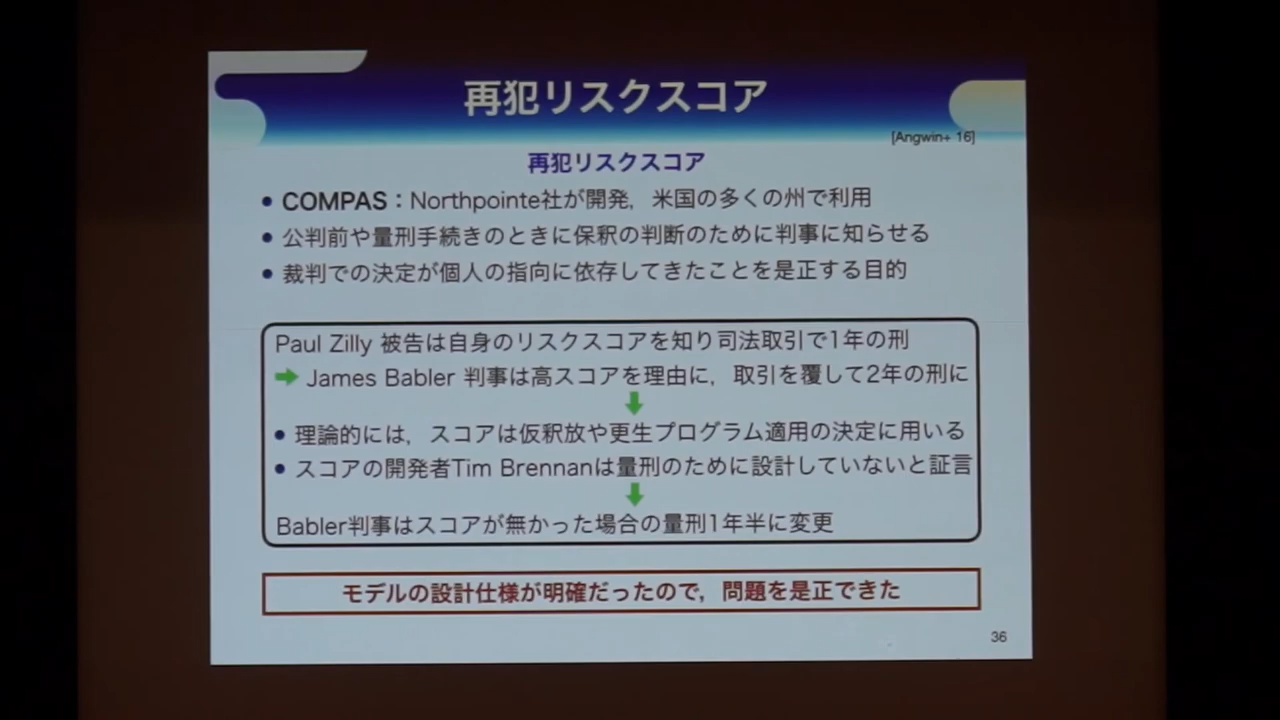 再犯リスクスコア
[Angwin+ 16]
再犯リスクスコア
• COMPAS：Northpointe社が開発，米国の多くの州で利用
• 公判前や量刑手続きのときに保釈の判断のために判事に知らせる
• 裁判での決定が個人の指向に依存してきたことを是正する目的
Paul Zilly 被告は自身のリスクスコアを知り司法取引で1年の刑
James Babler 判事は高スコアを理由に，取引を覆して2年の刑に
• 理論的には，スコアは仮釈放や更生プログラム適用の決定に用いる
• スコアの開発者Tim Brennanは量刑のために設計していないと証言
Babler判事はスコアが無かった場合の量刑1年半に変更
モデルの設計仕様が明確だったので，問題を是正できた
36